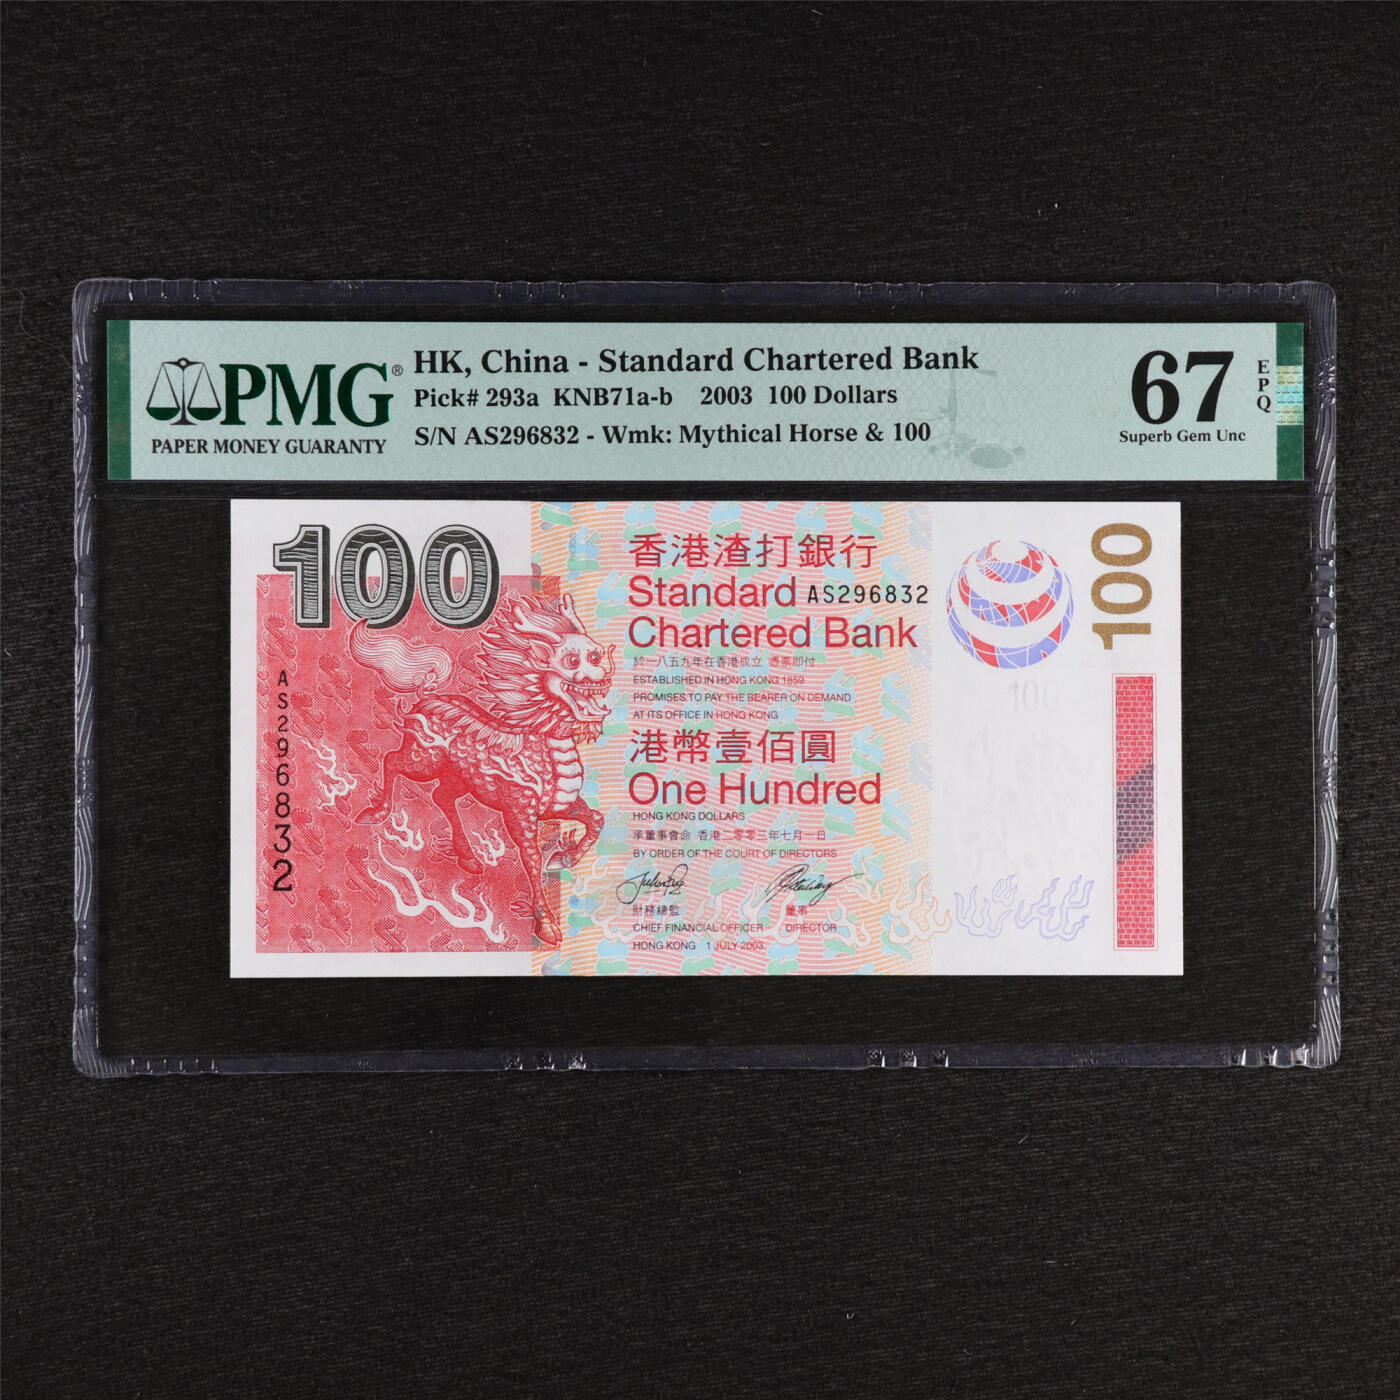 PMG®
PAPER MONEY GUARANTY
HK, China - Standard Chartered Bank
Pick# 293a KNB71a-b 2003 100 Dollars
S/N AS296832 - Wmk: Mythical Horse & 100
67
EPQ
Superb Gem Unc
100
香港渣打銀行
Standard AS296832
Chartered Bank
於一八五九年在香港成立 憑票即付
ESTABLISHED IN HONG KONG 1859
PROMISES TO PAY THE BEARER ON DEMAND
AT ITS OFFICE IN HONG KONG
港幣壹佰圓
One Hundred
HONG KONG DOLLARS
承董事會命 香港二零零三年七月一日
BY ORDER OF THE COURT OF DIRECTORS
財務總監 董事
CHIEF FINANCIAL OFFICER DIRECTOR
HONG KONG 1 JULY 2003
AS296832
100
100